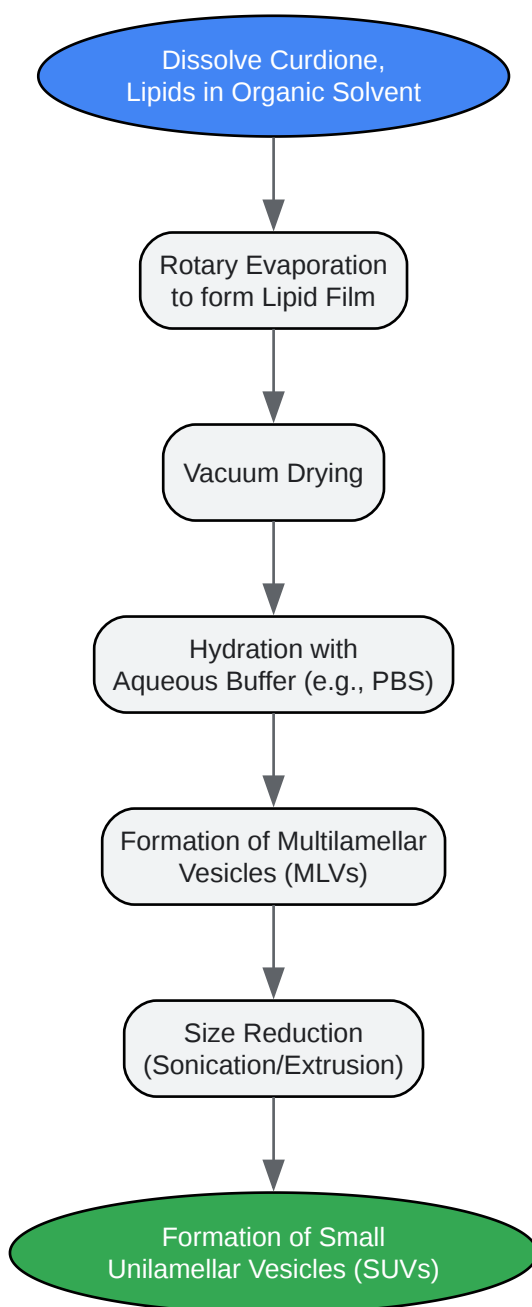 Dissolve Curdione,
Lipids in Organic Solvent
Rotary Evaporation
to form Lipid Film
Vacuum Drying
Hydration with
Aqueous Buffer (e.g., PBS)
Formation of Multilamellar
Vesicles (MLVs)
Size Reduction
(Sonication/Extrusion)
Formation of Small
Unilamellar Vesicles (SUVs)